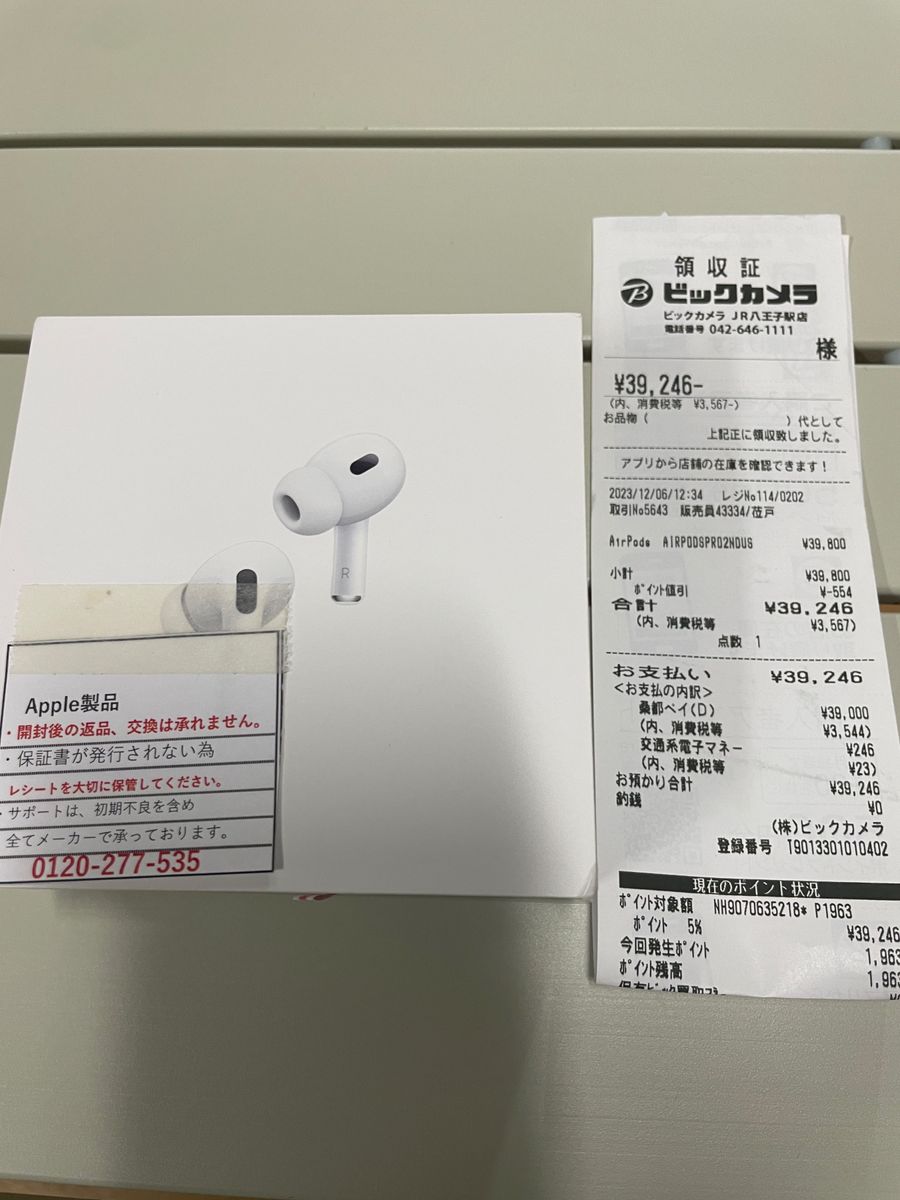 R
Apple製品
・開封後の返品、交換は承れません。
・保証書が発行されない為
レシートを大切に保管してください。
・サポートは、初期不良を含め
全てメーカーで承っております。
0120-277-535
領収証
ビックカメラ
ビックカメラ JR八王子駅店
電話番号 042-646-1111
様
¥39,246-
(内、消費税等 ¥3,567-)
お品物( )代として
上記正に領収致しました。
アプリから店舗の在庫を確認できます!
2023/12/06/12:34 レジNo114/0202
取引No5643 販売員43334/荏戸
AirPods AIRPODSPRO2NDUS ¥39,800
小計 ¥39,800
ポイント値引 ¥-554
合計 ¥39,246
(内、消費税等 ¥3,567)
点数 1
お支払い ¥39,246
<お支払の内訳>
桑都ペイ(D) ¥39,000
(内、消費税等 ¥3,544)
交通系電子マネー ¥246
(内、消費税等 ¥23)
お預かり合計 ¥39,246
釣銭 ¥0
(株)ビックカメラ
登録番号 T9013301010402
現在のポイント状況
ポイント対象額 NH9070635218* P1963
ポイント 5% ¥39,246
今回発生ポイント 1,963
ポイント残高 1,963